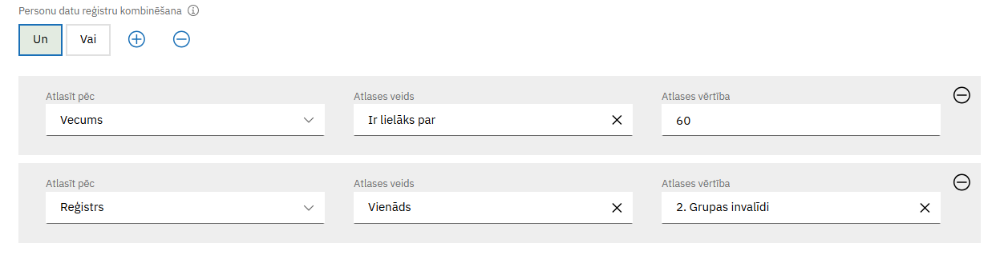 Personu datu reģistru kombinēšana
Un Vai
Atlasīt pēc Atlases veids Atlases vērtība
Vecums Ir lielāks par 60
Atlasīt pēc Atlases veids Atlases vērtība
Reģistrs Vienāds 2. Grupas invalīdi